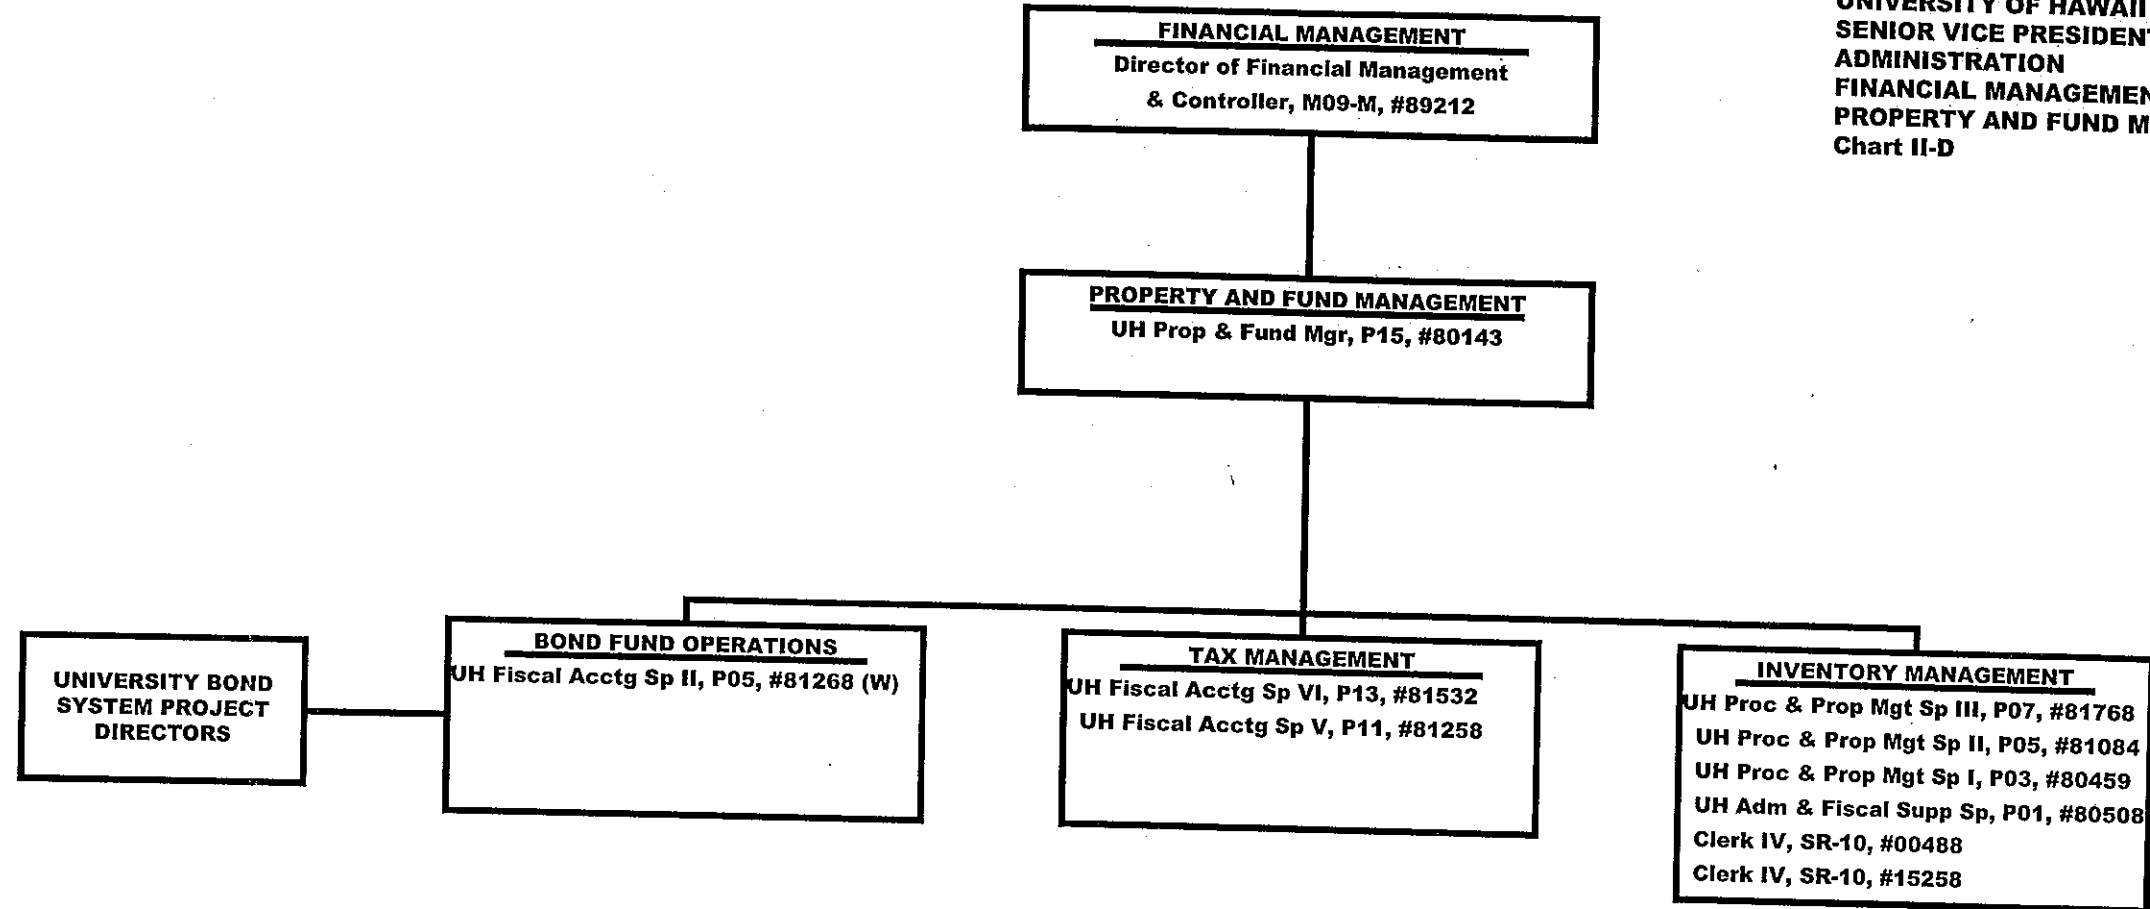 UNIVERSITY OF HAWAII
SENIOR VICE PRESIDENT
ADMINISTRATION
FINANCIAL MANAGEMEN
PROPERTY AND FUND M
Chart II-D
FINANCIAL MANAGEMENT
Director of Financial Management
& Controller, M09-M, #89212
PROPERTY AND FUND MANAGEMENT
UH Prop & Fund Mgr, P15, #80143
UNIVERSITY BOND
SYSTEM PROJECT
DIRECTORS
BOND FUND OPERATIONS
UH Fiscal Acctg Sp II, P05, #81268 (W)
TAX MANAGEMENT
UH Fiscal Acctg Sp VI, P13, #81532
UH Fiscal Acctg Sp V, P11, #81258
INVENTORY MANAGEMENT
UH Proc & Prop Mgt Sp III, P07, #81768
UH Proc & Prop Mgt Sp II, P05, #81084
UH Proc & Prop Mgt Sp I, P03, #80459
UH Adm & Fiscal Supp Sp, P01, #80508
Clerk IV, SR-10, #00488
Clerk IV, SR-10, #15258